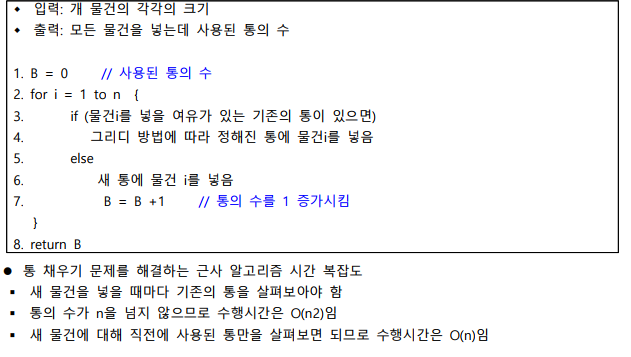 ◆ 입력: 개 물건의 각각의 크기
◆ 출력: 모든 물건을 넣는데 사용된 통의 수
1. B = 0 // 사용된 통의 수
2. for i = 1 to n {
3. if (물건i를 넣을 여유가 있는 기존의 통이 있으면)
4. 그리디 방법에 따라 정해진 통에 물건i를 넣음
5. else
6. 새 통에 물건 i를 넣음
7. B = B +1 // 통의 수를 1 증가시킴
}
8. return B
● 통 채우기 문제를 해결하는 근사 알고리즘 시간 복잡도
▪ 새 물건을 넣을 때마다 기존의 통을 살펴보아야 함
▪ 통의 수가 n을 넘지 않으므로 수행시간은 O(n2)임
▪ 새 물건에 대해 직전에 사용된 통만을 살펴보면 되므로 수행시간은 O(n)임